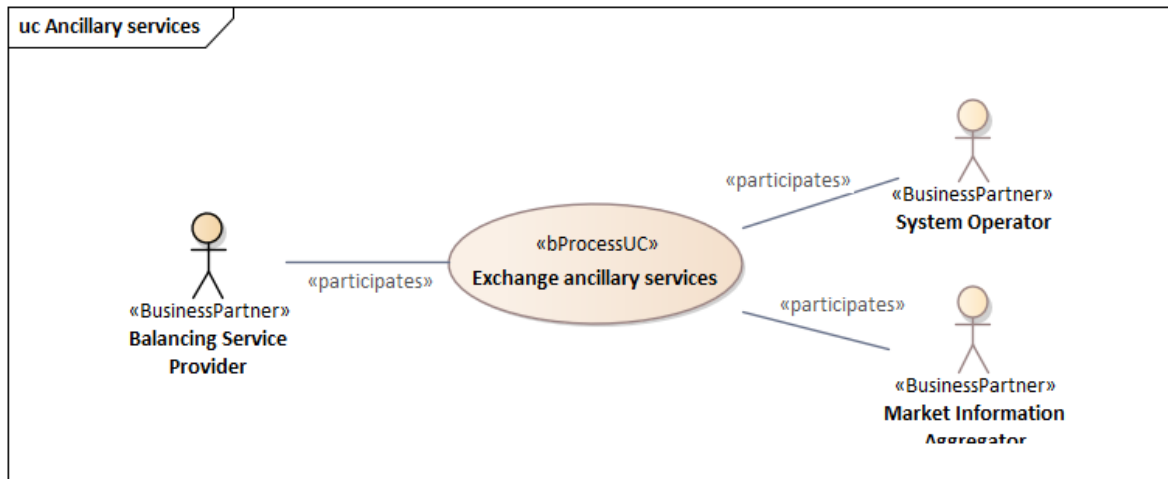 uc Ancillary services
«participates»
«BusinessPartner»
System Operator
«bProcessUC»
Exchange ancillary services
«participates»
«BusinessPartner»
Balancing Service
Provider
«participates»
«BusinessPartner»
Market Information
Aggregator